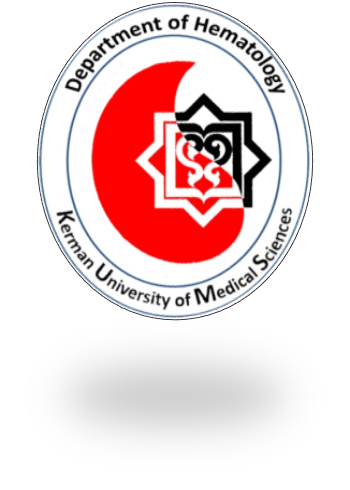 Department of Hematology
Kerman University of Medical Sciences